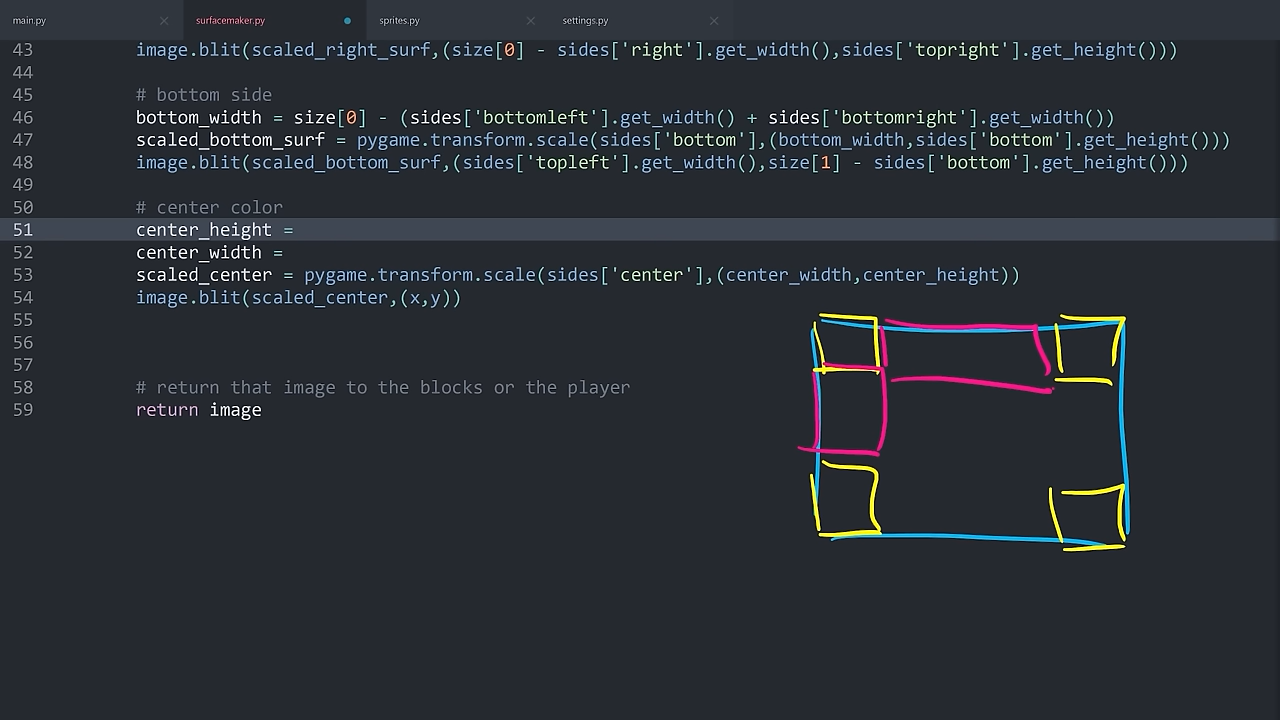 main.py surfacemaker.py sprites.py settings.py
43 image.blit(scaled_right_surf,(size[0] - sides['right'].get_width(),sides['topright'].get_height()))
44
45 # bottom side
46 bottom_width = size[0] - (sides['bottomleft'].get_width() + sides['bottomright'].get_width())
47 scaled_bottom_surf = pygame.transform.scale(sides['bottom'],(bottom_width,sides['bottom'].get_height()))
48 image.blit(scaled_bottom_surf,(sides['topleft'].get_width(),size[1] - sides['bottom'].get_height()))
49
50 # center color
51 center_height =
52 center_width =
53 scaled_center = pygame.transform.scale(sides['center'],(center_width,center_height))
54 image.blit(scaled_center,(x,y))
55
56
57
58 # return that image to the blocks or the player
59 return image